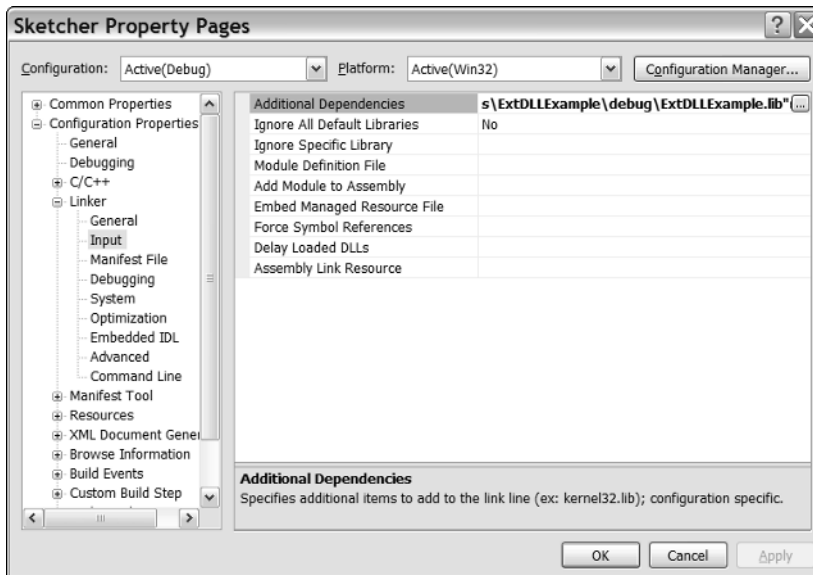 Sketcher Property Pages
Configuration: Active(Debug) Platform: Active(Win32) Configuration Manager...
Common Properties
Configuration Properties
General
Debugging
C/C++
Linker
General
Input
Manifest File
Debugging
System
Optimization
Embedded IDL
Advanced
Command Line
Manifest Tool
Resources
XML Document Gener
Browse Information
Build Events
Custom Build Step
Additional Dependencies s\ExtDLLExample\debug\ExtDLLExample.lib" ...
Ignore All Default Libraries No
Ignore Specific Library
Module Definition File
Add Module to Assembly
Embed Managed Resource File
Force Symbol References
Delay Loaded DLLs
Assembly Link Resource
Additional Dependencies
Specifies additional items to add to the link line (ex: kernel32.lib); configuration specific.
OK Cancel Apply